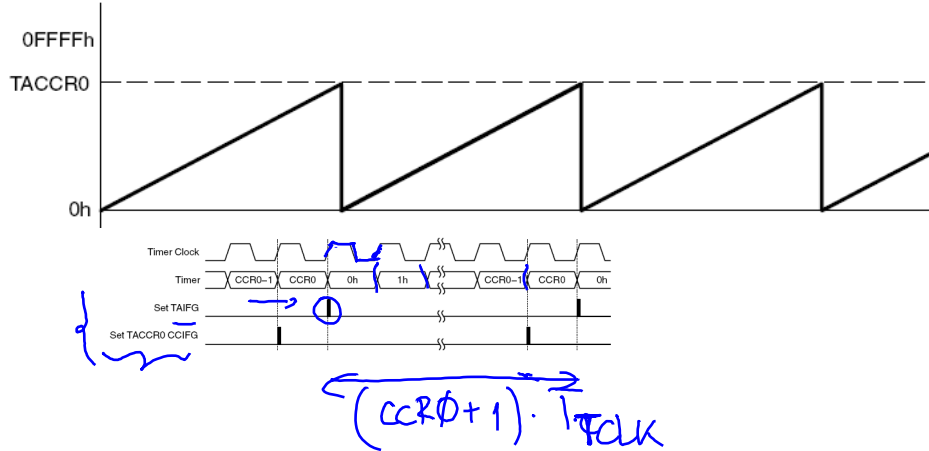 0FFFFh
TACCR0
0h
Timer Clock
Timer CCR0–1 CCR0 0h 1h CCR0–1 CCR0 0h
Set TAIFG
Set TACCR0 CCIFG
(CCRØ+1) · TTCLK